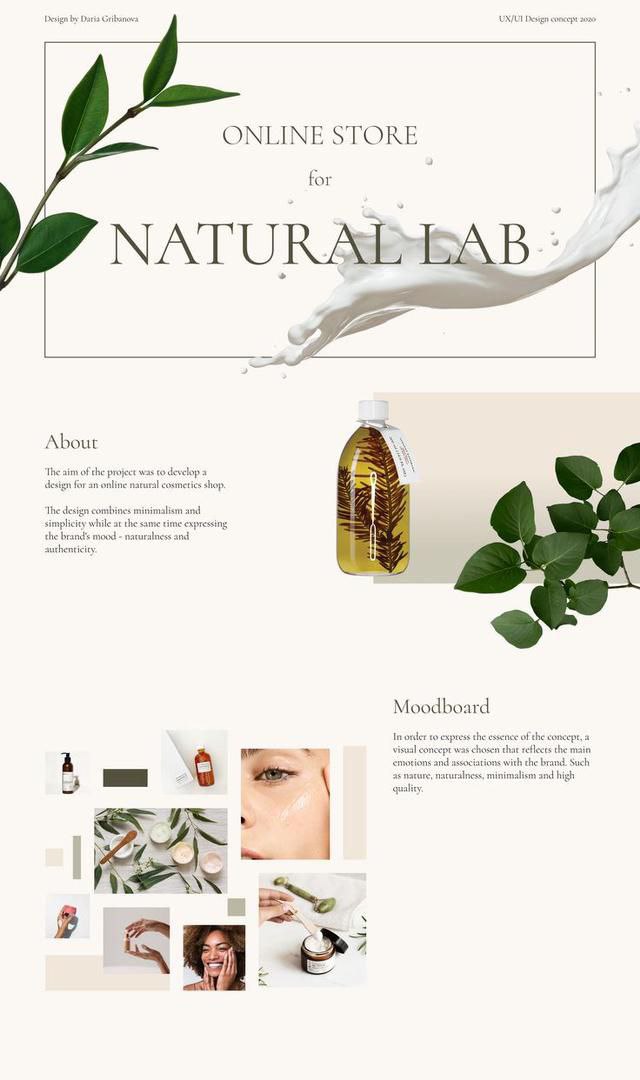 Design by Daria Gribanova
UX/UI Design concept 2020
ONLINE STORE
for
NATURAL LAB
About
The aim of the project was to develop a
design for an online natural cosmetics shop.
The design combines minimalism and
simplicity while at the same time expressing
the brand's mood - naturalness and
authenticity.
Moodboard
In order to express the essence of the concept, a
visual concept was chosen that reflects the main
emotions and associations with the brand. Such
as nature, naturalness, minimalism and high
quality.